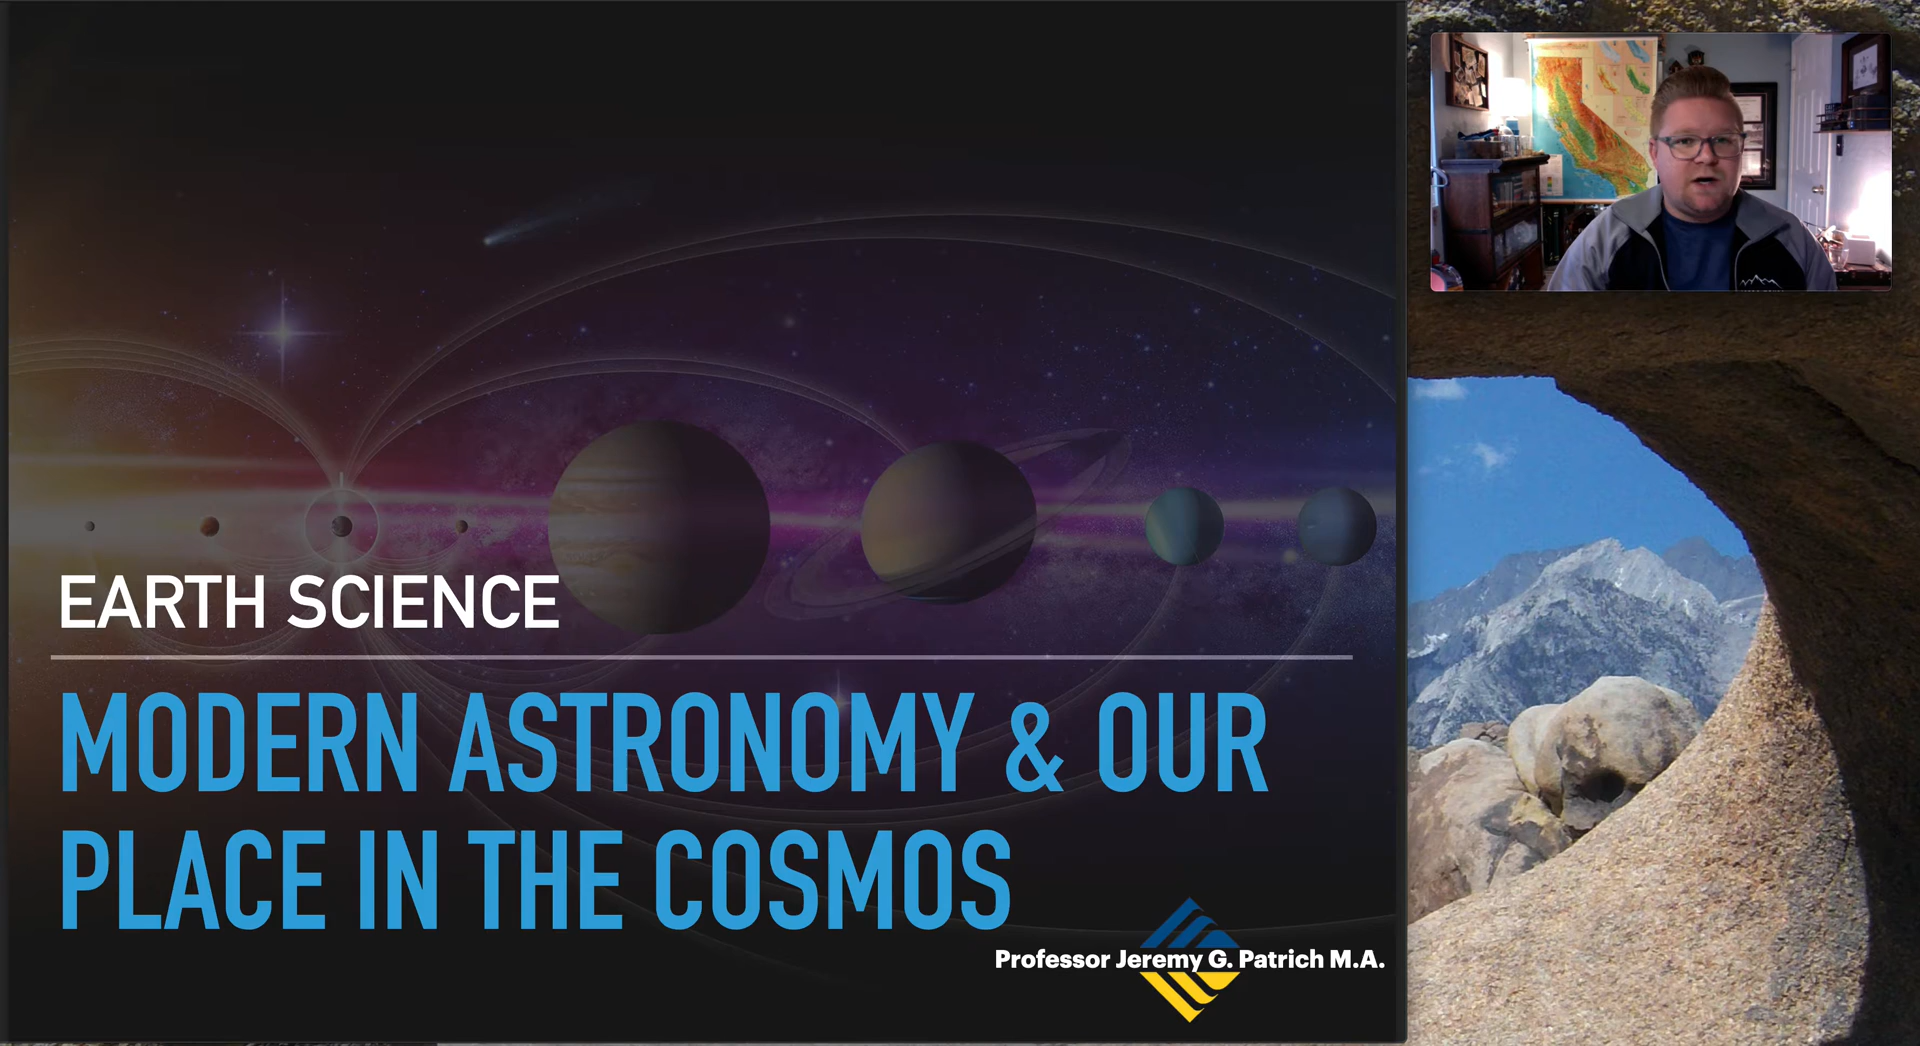 EARTH SCIENCE
MODERN ASTRONOMY & OUR
PLACE IN THE COSMOS
Professor Jeremy G. Patrich M.A.